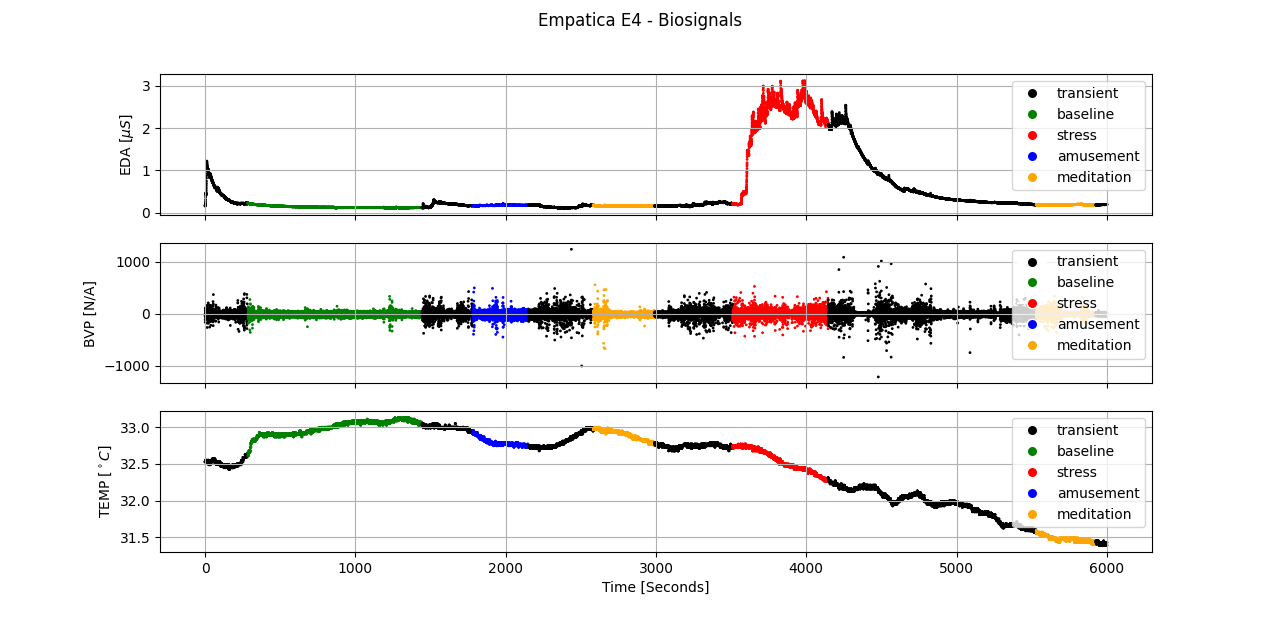 Empatica E4 - Biosignals
EDA [μS]
3
2
1
0
transient
baseline
stress
amusement
meditation
BVP [N/A]
1000
0
−1000
transient
baseline
stress
amusement
meditation
TEMP [°C]
33.0
32.5
32.0
31.5
transient
baseline
stress
amusement
meditation
0 1000 2000 3000 4000 5000 6000
Time [Seconds]